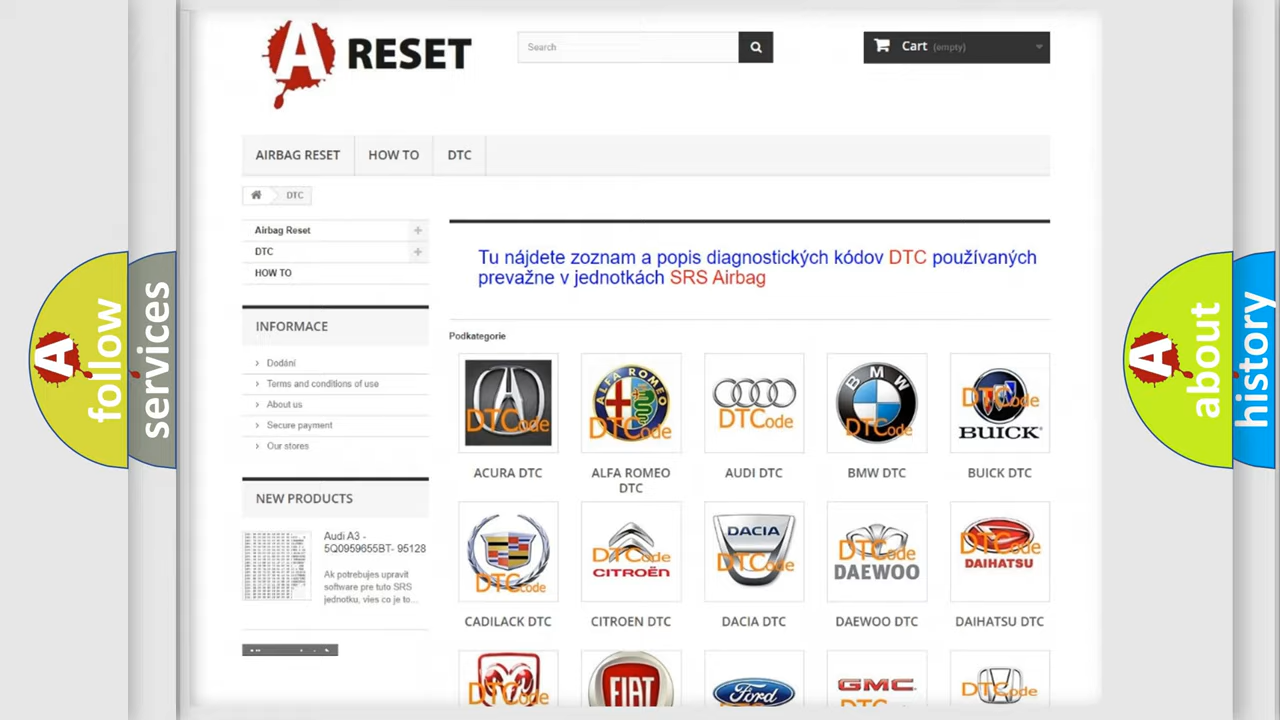 A RESET
Search
Cart (empty)
AIRBAG RESET
HOW TO
DTC
DTC
Airbag Reset
DTC
HOW TO
INFORMACE
Dodání
Terms and conditions of use
About us
Secure payment
Our stores
NEW PRODUCTS
Audi A3 -
5Q0959655BT- 95128
Ak potrebujes upravit
software pre tuto SRS
jednotku, vies co je to...
Tu nájdete zoznam a popis diagnostických kódov DTC používaných
prevažne v jednotkách SRS Airbag
Podkategorie
DTCode
ALFA ROMEO
DTCode
DTCode
BMW
DTCode
DTCode
BUICK
ACURA DTC
ALFA ROMEO
DTC
AUDI DTC
BMW DTC
BUICK DTC
DTCode
DTCode
CITROËN
DACIA
DTCode
DTCode
DAEWOO
DTCode
DAIHATSU
CADILACK DTC
CITROEN DTC
DACIA DTC
DAEWOO DTC
DAIHATSU DTC
DTCode
FIAT
Ford
GMC
DTCode
A
follow
services
A
about
history